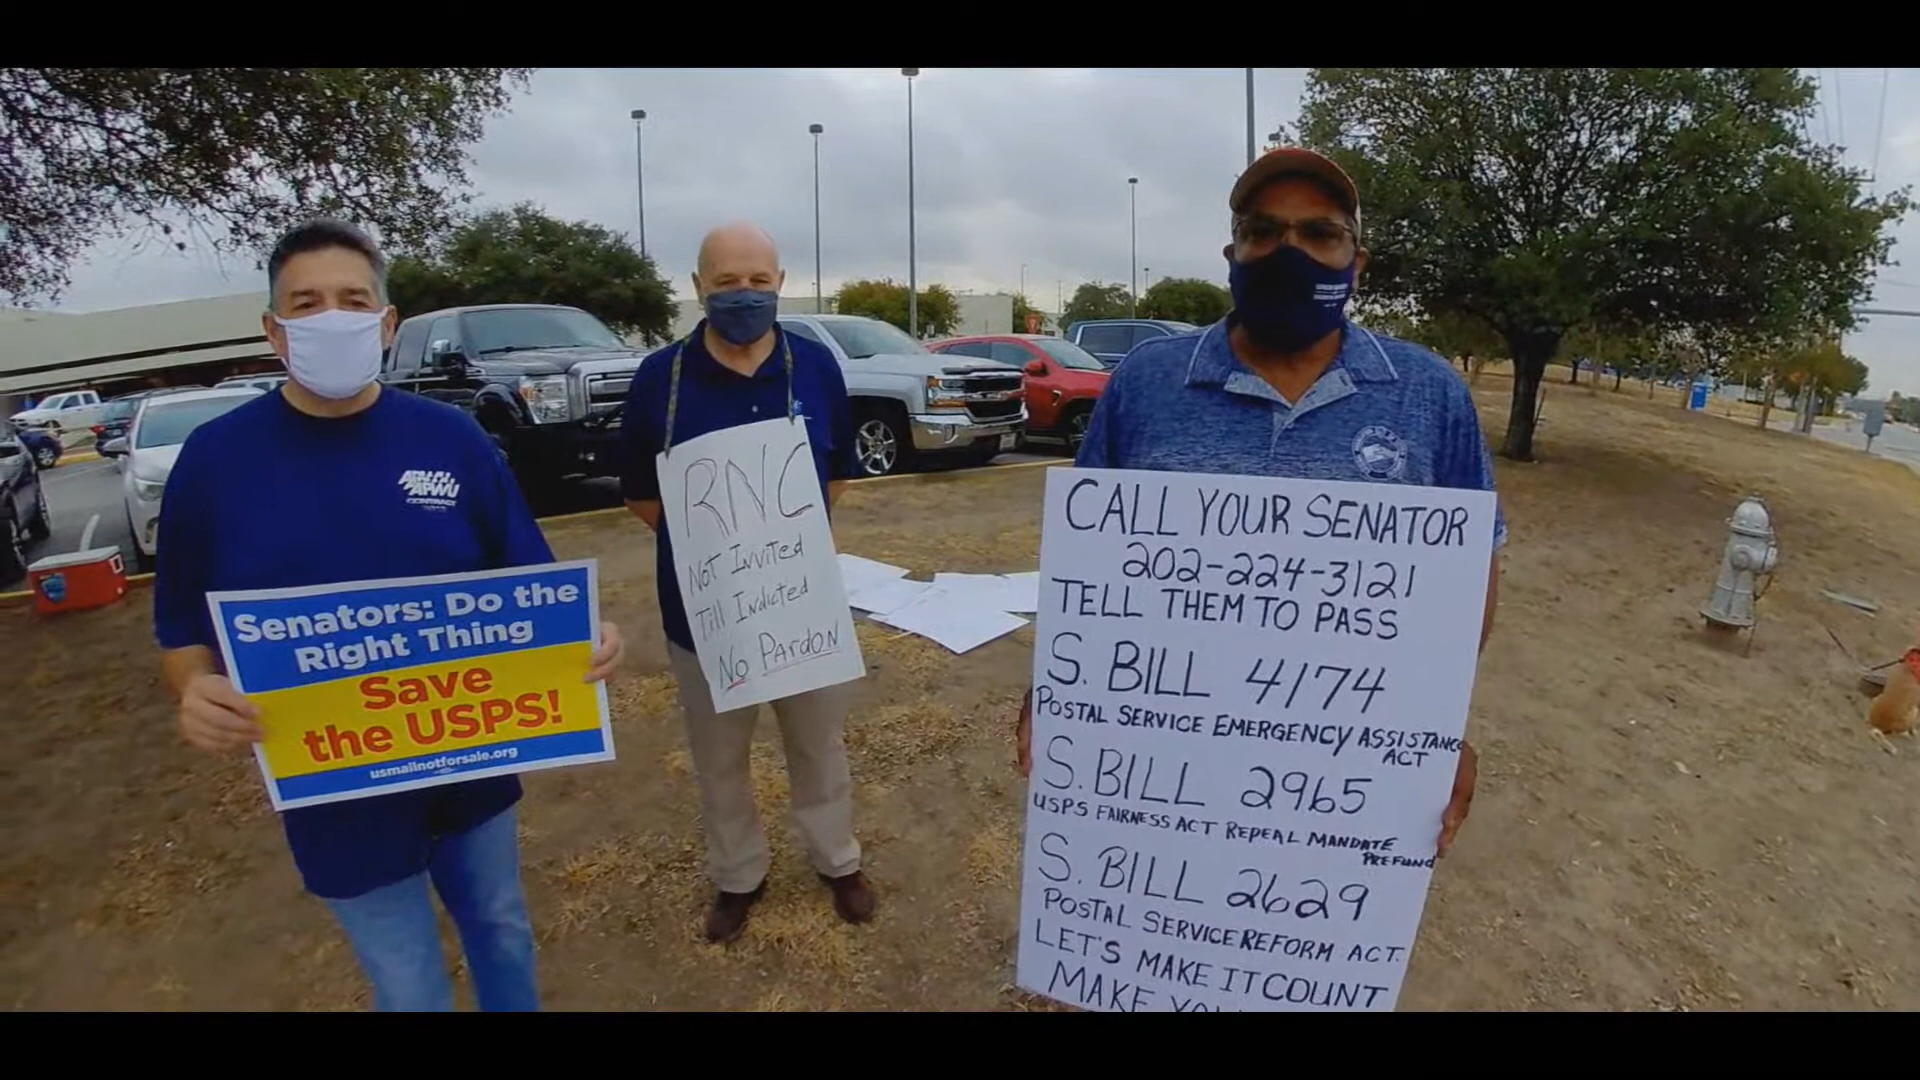 APWU
Senators: Do the
Right Thing
Save
the USPS!
usmailnotforsale.org
RNC
Not Invited
Till Indicted
No Pardon
CALL YOUR SENATOR
202-224-3121
TELL THEM TO PASS
S. BILL 4174
POSTAL SERVICE EMERGENCY ASSISTANCE
ACT
S. BILL 2965
USPS FAIRNESS ACT REPEAL MANDATE
PREFUND
S. BILL 2629
POSTAL SERVICE REFORM ACT.
LET'S MAKE IT COUNT
MAKE